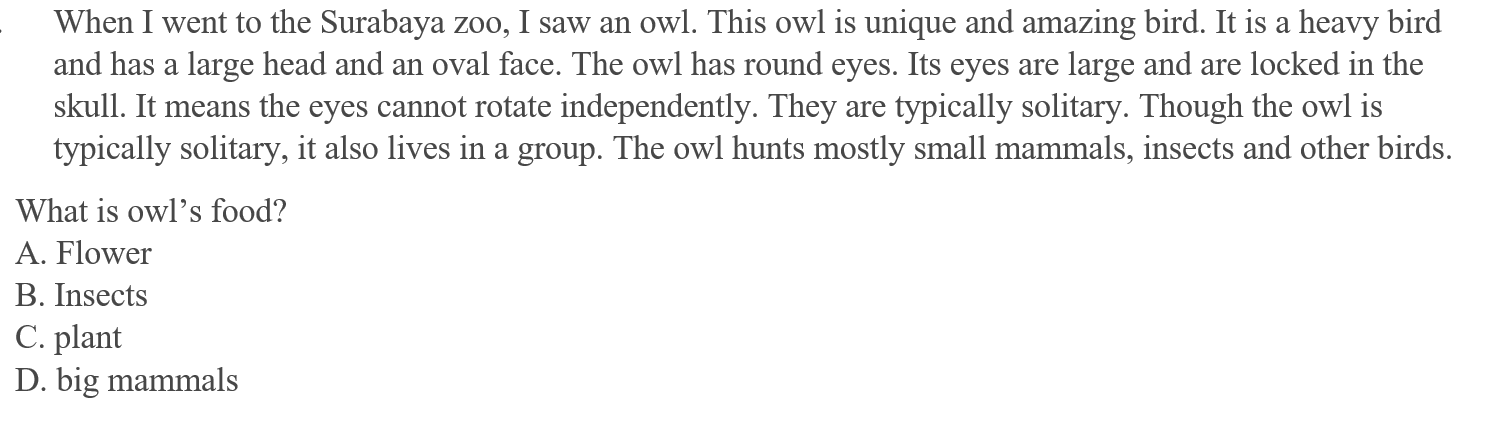 When I went to the Surabaya zoo, I saw an owl. This owl is unique and amazing bird. It is a heavy bird
and has a large head and an oval face. The owl has round eyes. Its eyes are large and are locked in the
skull. It means the eyes cannot rotate independently. They are typically solitary. Though the owl is
typically solitary, it also lives in a group. The owl hunts mostly small mammals, insects and other birds.
What is owl’s food?
A. Flower
B. Insects
C. plant
D. big mammals